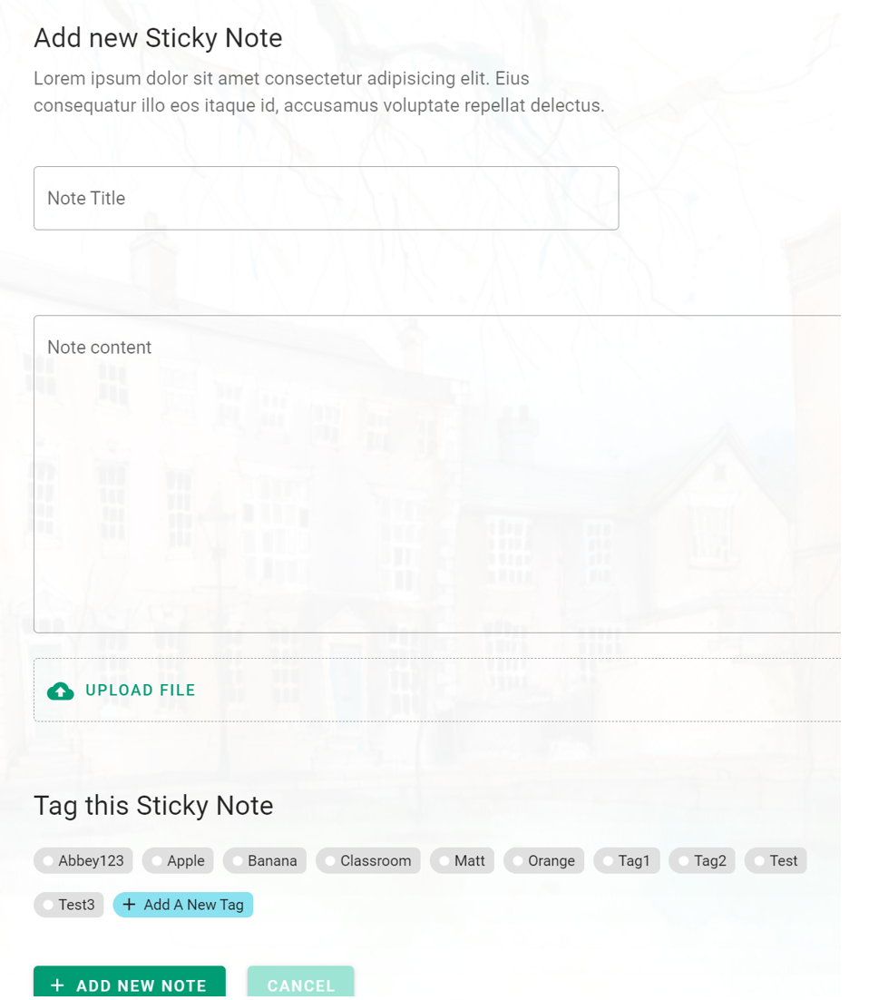 Add new Sticky Note
Lorem ipsum dolor sit amet consectetur adipisicing elit. Eius
consequatur illo eos itaque id, accusamus voluptate repellat delectus.
Note Title
Note content
UPLOAD FILE
Tag this Sticky Note
Abbey123 Apple Banana Classroom Matt Orange Tag1 Tag2 Test
Test3 + Add A New Tag
+ ADD NEW NOTE CANCEL